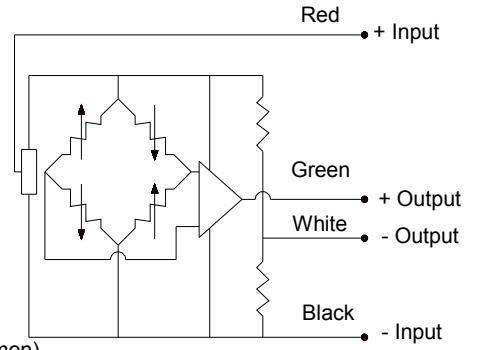 Red
+ Input
Green
+ Output
White
- Output
Black
- Input